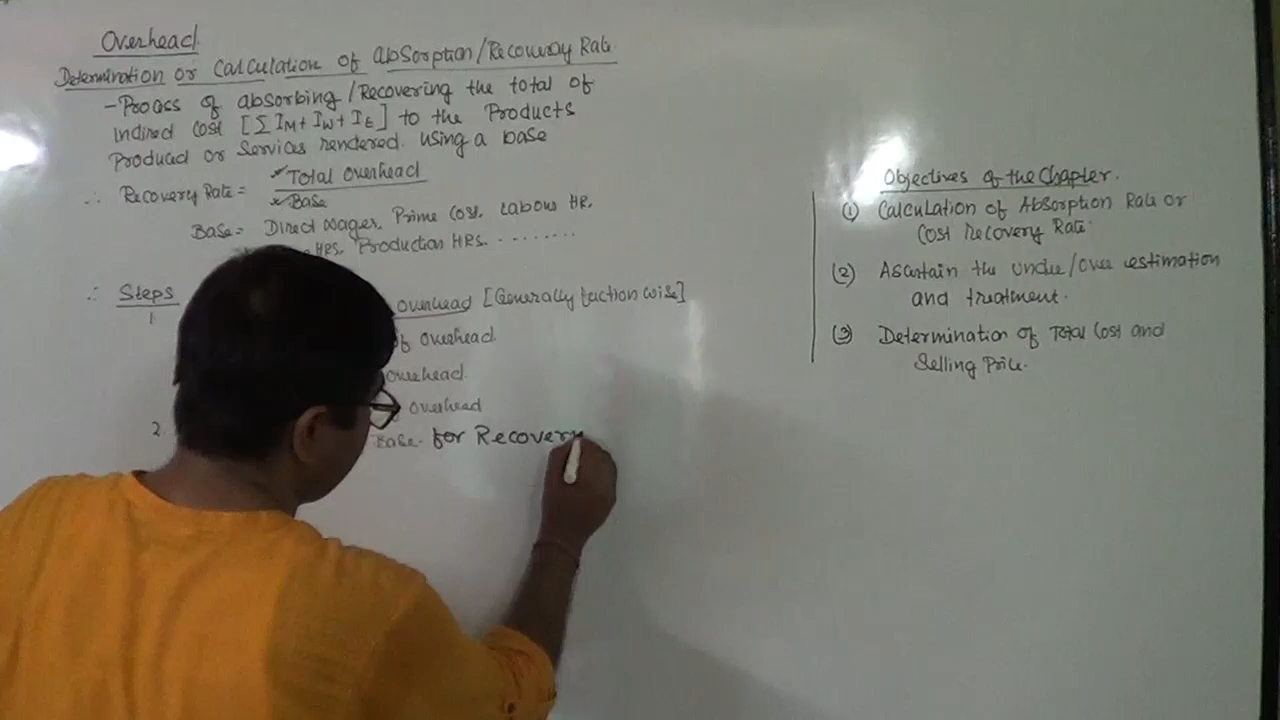 Overhead.
Determination or Calculation of Absorption/Recovery Rate
- Process of absorbing/Recovering the total of
Indirect cost [∑ IM + IW + IE] to the Products
Produced or Services rendered using a base
∴ Recovery Rate = Total Overhead
Base
Base = Direct Wages, Prime Cost, Labour HR,
HRS, Production HRS. ........
∴ Steps
1. overhead [Generally function wise]
of overhead.
overhead.
overhead
2. Base for Recovery
Objectives of the Chapter.
(1) Calculation of Absorption Rate or
Cost Recovery Rate.
(2) Ascertain the under/over estimation
and treatment.
(3) Determination of Total Cost and
Selling Price.